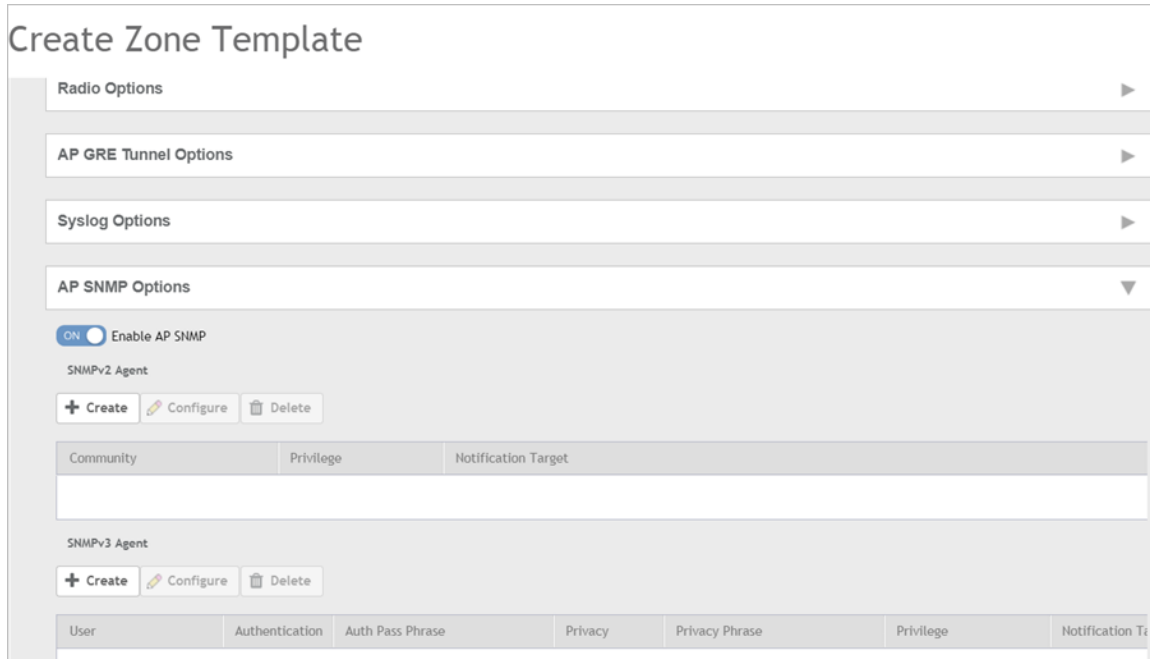 Create Zone Template
Radio Options
AP GRE Tunnel Options
Syslog Options
AP SNMP Options
ON Enable AP SNMP
SNMPv2 Agent
Create Configure Delete
Community Privilege Notification Target
SNMPv3 Agent
Create Configure Delete
User Authentication Auth Pass Phrase Privacy Privacy Phrase Privilege Notification